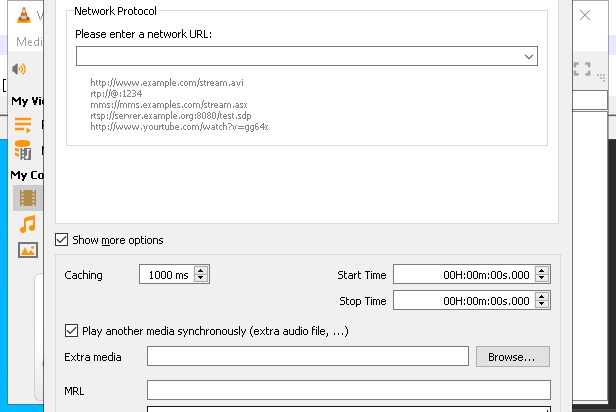 Network Protocol
Please enter a network URL:
http://www.example.com/stream.avi
rtp://@:1234
mms://mms.examples.com/stream.asx
rtsp://server.example.org:8080/test.sdp
http://www.yourtube.com/watch?v=gg64x
Medi
My Vi
My Co
Show more options
Caching
1000 ms
Start Time
00H:00m:00s.000
Stop Time
00H:00m:00s.000
Play another media synchronously (extra audio file, ...)
Extra media
Browse...
MRL